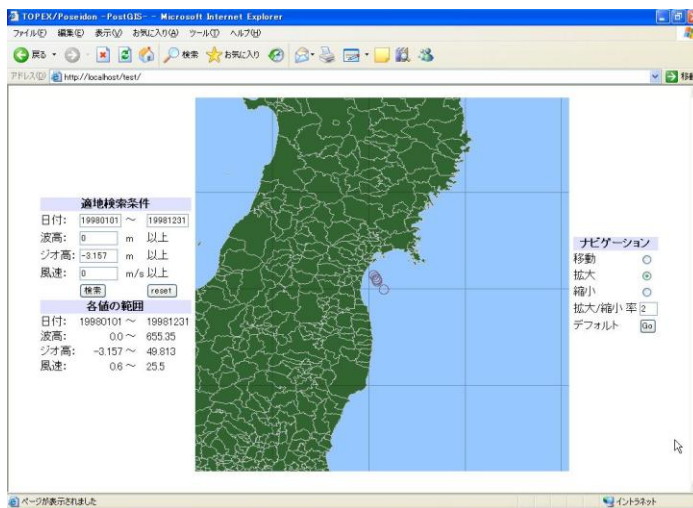 TOPEX/Poseidon -PostGIS- - Microsoft Internet Explorer
ファイル(F) 編集(E) 表示(V) お気に入り(A) ツール(T) ヘルプ(H)
戻る 検索 お気に入り
アドレス(D) http://localhost/test/ 移動
適地検索条件
日付: 19980101 ～ 19981231
波高: 0 m 以上
ジオ高: -3.157 m 以上
風速: 0 m/s 以上
検索 reset
各値の範囲
日付: 19980101 ～ 19981231
波高: 0.0 ～ 655.35
ジオ高: -3.157 ～ 49.813
風速: 0.6 ～ 25.5
ナビゲーション
移動
拡大
縮小
拡大/縮小 率 2
デフォルト Go
ページが表示されました イントラネット